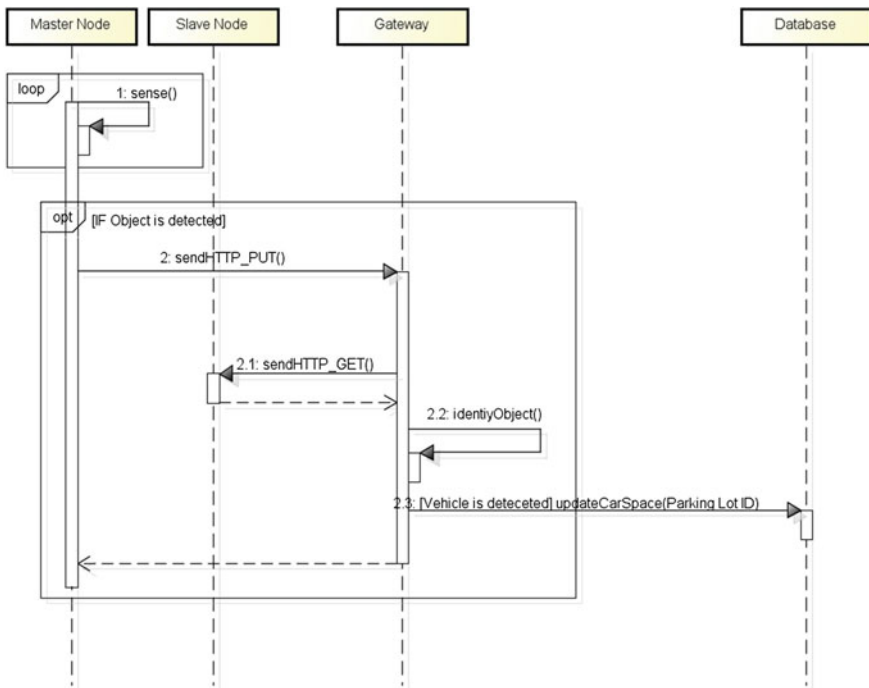 Master Node
Slave Node
Gateway
Database
loop
1: sense()
opt
[IF Object is detected]
2: sendHTTP_PUT()
2.1: sendHTTP_GET()
2.2: identiyObject()
2.3: [Vehicle is deteceted] updateCarSpace(Parking Lot ID)